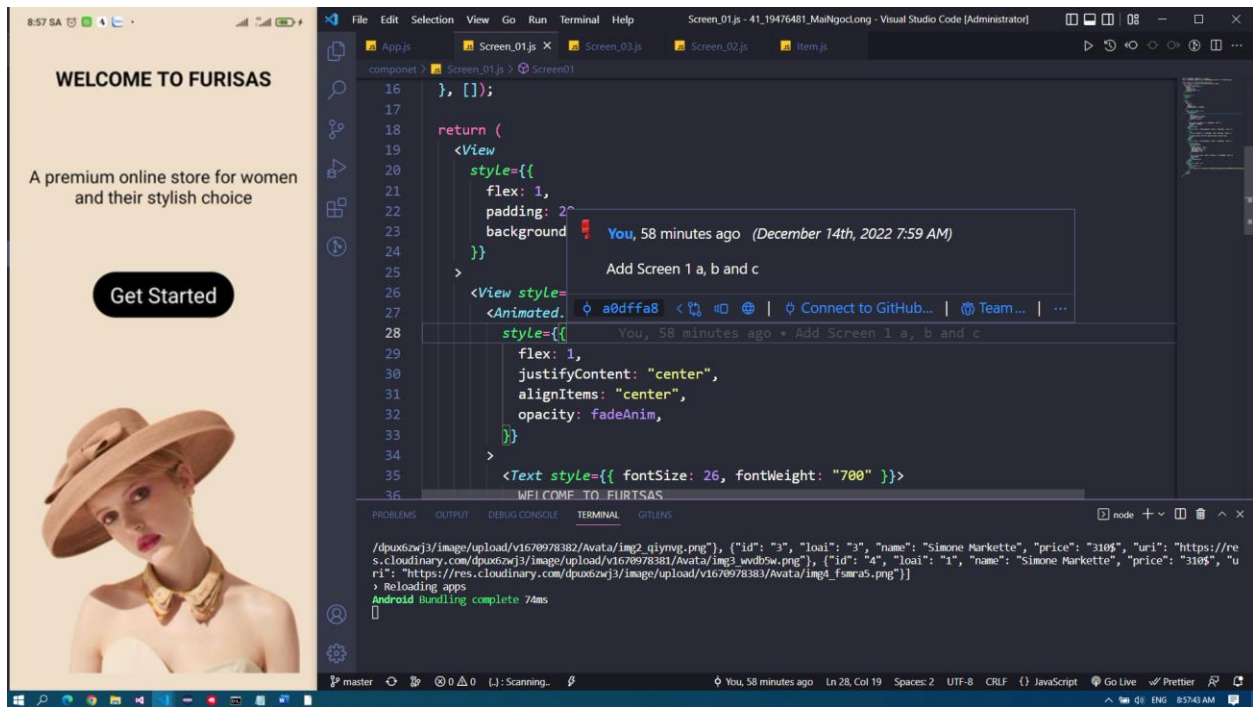 8:57 SA
WELCOME TO FURISAS
A premium online store for women
and their stylish choice
Get Started
File Edit Selection View Go Run Terminal Help
Screen_01.js - 41_19476481_MaiNgocLong - Visual Studio Code [Administrator]
App.js Screen_01.js Screen_03.js Screen_02.js Item.js
componet > Screen_01.js > Screen01
16 }, []);
17
18 return (
19 <View
20 style={{
21 flex: 1,
22 padding: 20
23 background
24 }}
25 >
26 <View style=
27 <Animated.
28 style={{ You, 58 minutes ago • Add Screen 1 a, b and c
29 flex: 1,
30 justifyContent: "center",
31 alignItems: "center",
32 opacity: fadeAnim,
33 }}
34 >
35 <Text style={{ fontSize: 26, fontWeight: "700" }}>
36 WELCOME TO FURISAS
You, 58 minutes ago (December 14th, 2022 7:59 AM)
Add Screen 1 a, b and c
a0dffa8 Connect to GitHub... | Team... | ...
PROBLEMS OUTPUT DEBUG CONSOLE TERMINAL GITLENS
node
/dpux6zwj3/image/upload/v1670978382/Avata/img2_qiynvg.png"}, {"id": "3", "loai": "3", "name": "Simone Markette", "price": "310$", "uri": "https://re
s.cloudinary.com/dpux6zwj3/image/upload/v1670978381/Avata/img3_wvdb5w.png"}, {"id": "4", "loai": "1", "name": "Simone Markette", "price": "310$", "u
ri": "https://res.cloudinary.com/dpux6zwj3/image/upload/v1670978383/Avata/img4_fsmra5.png"}]
› Reloading apps
Android Bundling complete 74ms
master 0 0 {..}: Scanning.. You, 58 minutes ago Ln 28, Col 19 Spaces: 2 UTF-8 CRLF {} JavaScript Go Live Prettier
ENG 8:57:43 AM